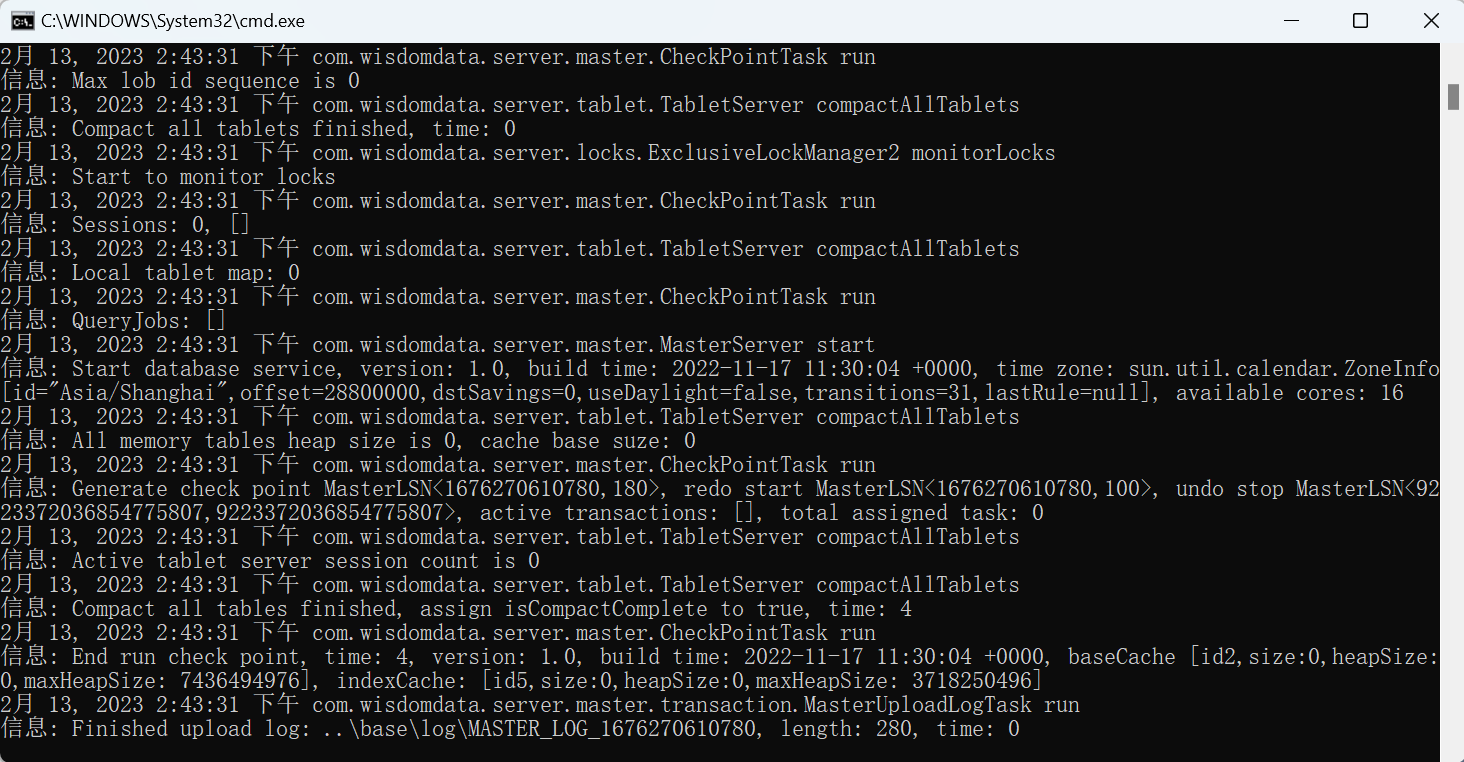 C:\WINDOWS\System32\cmd.exe
2月 13, 2023 2:43:31 下午 com.wisdomdata.server.master.CheckPointTask run
信息: Max lob id sequence is 0
2月 13, 2023 2:43:31 下午 com.wisdomdata.server.tablet.TabletServer compactAllTablets
信息: Compact all tablets finished, time: 0
2月 13, 2023 2:43:31 下午 com.wisdomdata.server.locks.ExclusiveLockManager2 monitorLocks
信息: Start to monitor locks
2月 13, 2023 2:43:31 下午 com.wisdomdata.server.master.CheckPointTask run
信息: Sessions: 0, []
2月 13, 2023 2:43:31 下午 com.wisdomdata.server.tablet.TabletServer compactAllTablets
信息: Local tablet map: 0
2月 13, 2023 2:43:31 下午 com.wisdomdata.server.master.CheckPointTask run
信息: QueryJobs: []
2月 13, 2023 2:43:31 下午 com.wisdomdata.server.master.MasterServer start
信息: Start database service, version: 1.0, build time: 2022-11-17 11:30:04 +0000, time zone: sun.util.calendar.ZoneInfo
[id="Asia/Shanghai",offset=28800000,dstSavings=0,useDaylight=false,transitions=31,lastRule=null], available cores: 16
2月 13, 2023 2:43:31 下午 com.wisdomdata.server.tablet.TabletServer compactAllTablets
信息: All memory tables heap size is 0, cache base suze: 0
2月 13, 2023 2:43:31 下午 com.wisdomdata.server.master.CheckPointTask run
信息: Generate check point MasterLSN<1676270610780,180>, redo start MasterLSN<1676270610780,100>, undo stop MasterLSN<92
23372036854775807,9223372036854775807>, active transactions: [], total assigned task: 0
2月 13, 2023 2:43:31 下午 com.wisdomdata.server.tablet.TabletServer compactAllTablets
信息: Active tablet server session count is 0
2月 13, 2023 2:43:31 下午 com.wisdomdata.server.tablet.TabletServer compactAllTablets
信息: Compact all tables finished, assign isCompactComplete to true, time: 4
2月 13, 2023 2:43:31 下午 com.wisdomdata.server.master.CheckPointTask run
信息: End run check point, time: 4, version: 1.0, build time: 2022-11-17 11:30:04 +0000, baseCache [id2,size:0,heapSize:
0,maxHeapSize: 7436494976], indexCache: [id5,size:0,heapSize:0,maxHeapSize: 3718250496]
2月 13, 2023 2:43:31 下午 com.wisdomdata.server.master.transaction.MasterUploadLogTask run
信息: Finished upload log: ..\base\log\MASTER_LOG_1676270610780, length: 280, time: 0